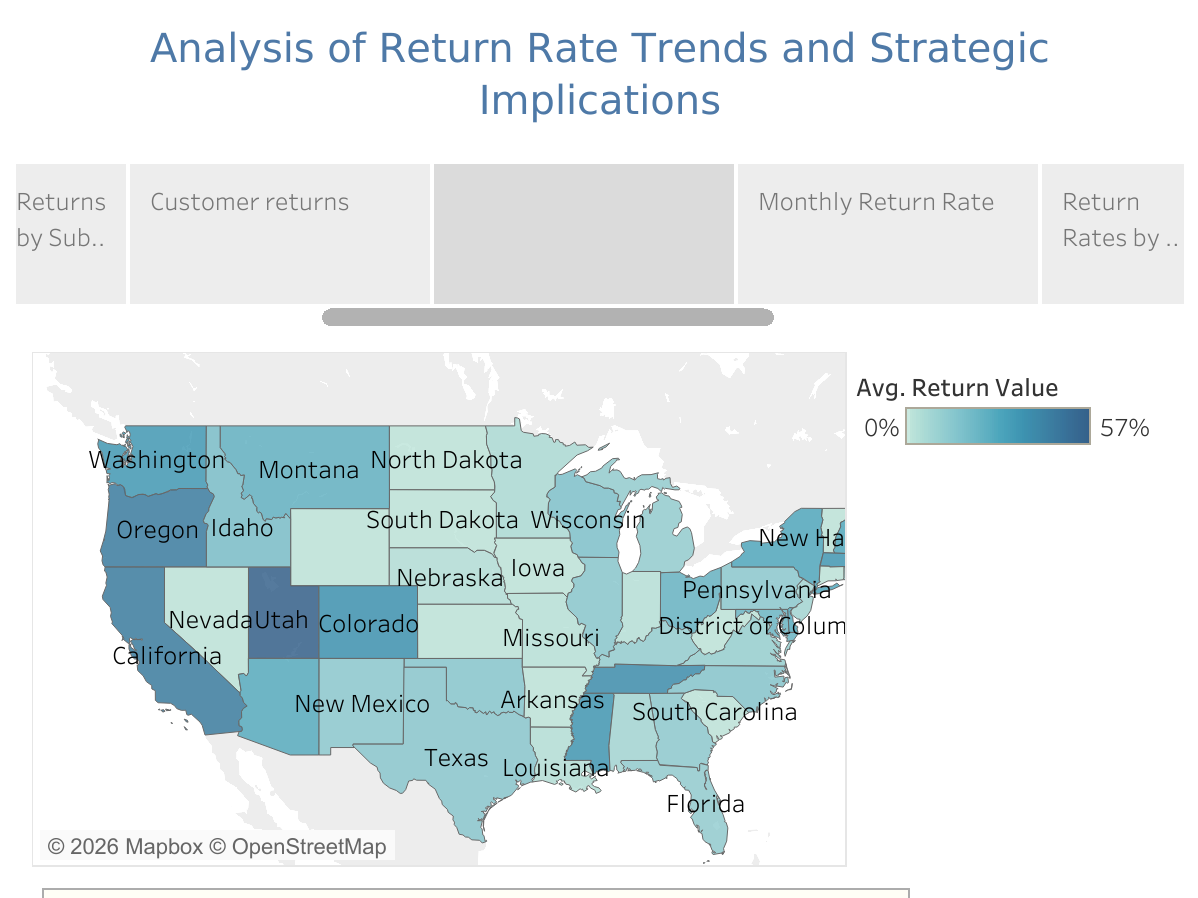 Analysis of Return Rate Trends and Strategic
Implications
Returns
by Sub..
Customer returns
Monthly Return Rate
Return
Rates by ..
Avg. Return Value
0%
57%
Washington
Montana
North Dakota
Oregon
Idaho
South Dakota
Wisconsin
New Ha
Iowa
Nebraska
Pennsylvania
Nevada
Utah
Colorado
District of Colum
Missouri
California
New Mexico
Arkansas
South Carolina
Texas
Louisiana
Florida
© 2026 Mapbox © OpenStreetMap